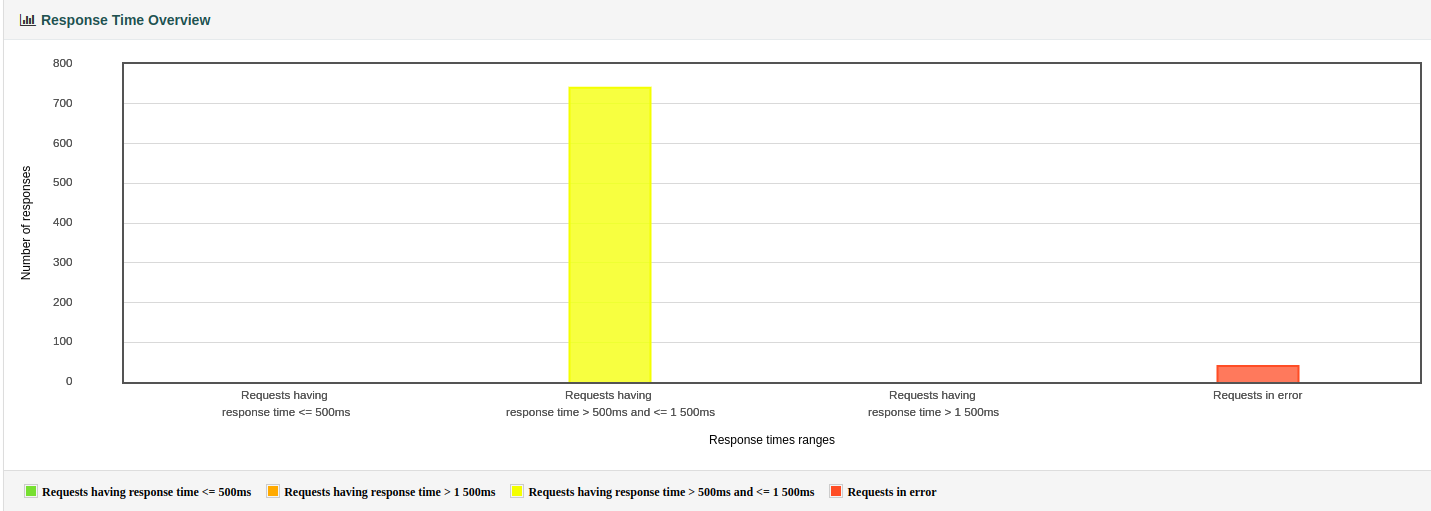 Response Time Overview
800
700
600
500
400
300
200
100
0
Number of responses
Requests having
response time <= 500ms
Requests having
response time > 500ms and <= 1 500ms
Requests having
response time > 1 500ms
Requests in error
Response times ranges
Requests having response time <= 500ms
Requests having response time > 1 500ms
Requests having response time > 500ms and <= 1 500ms
Requests in error